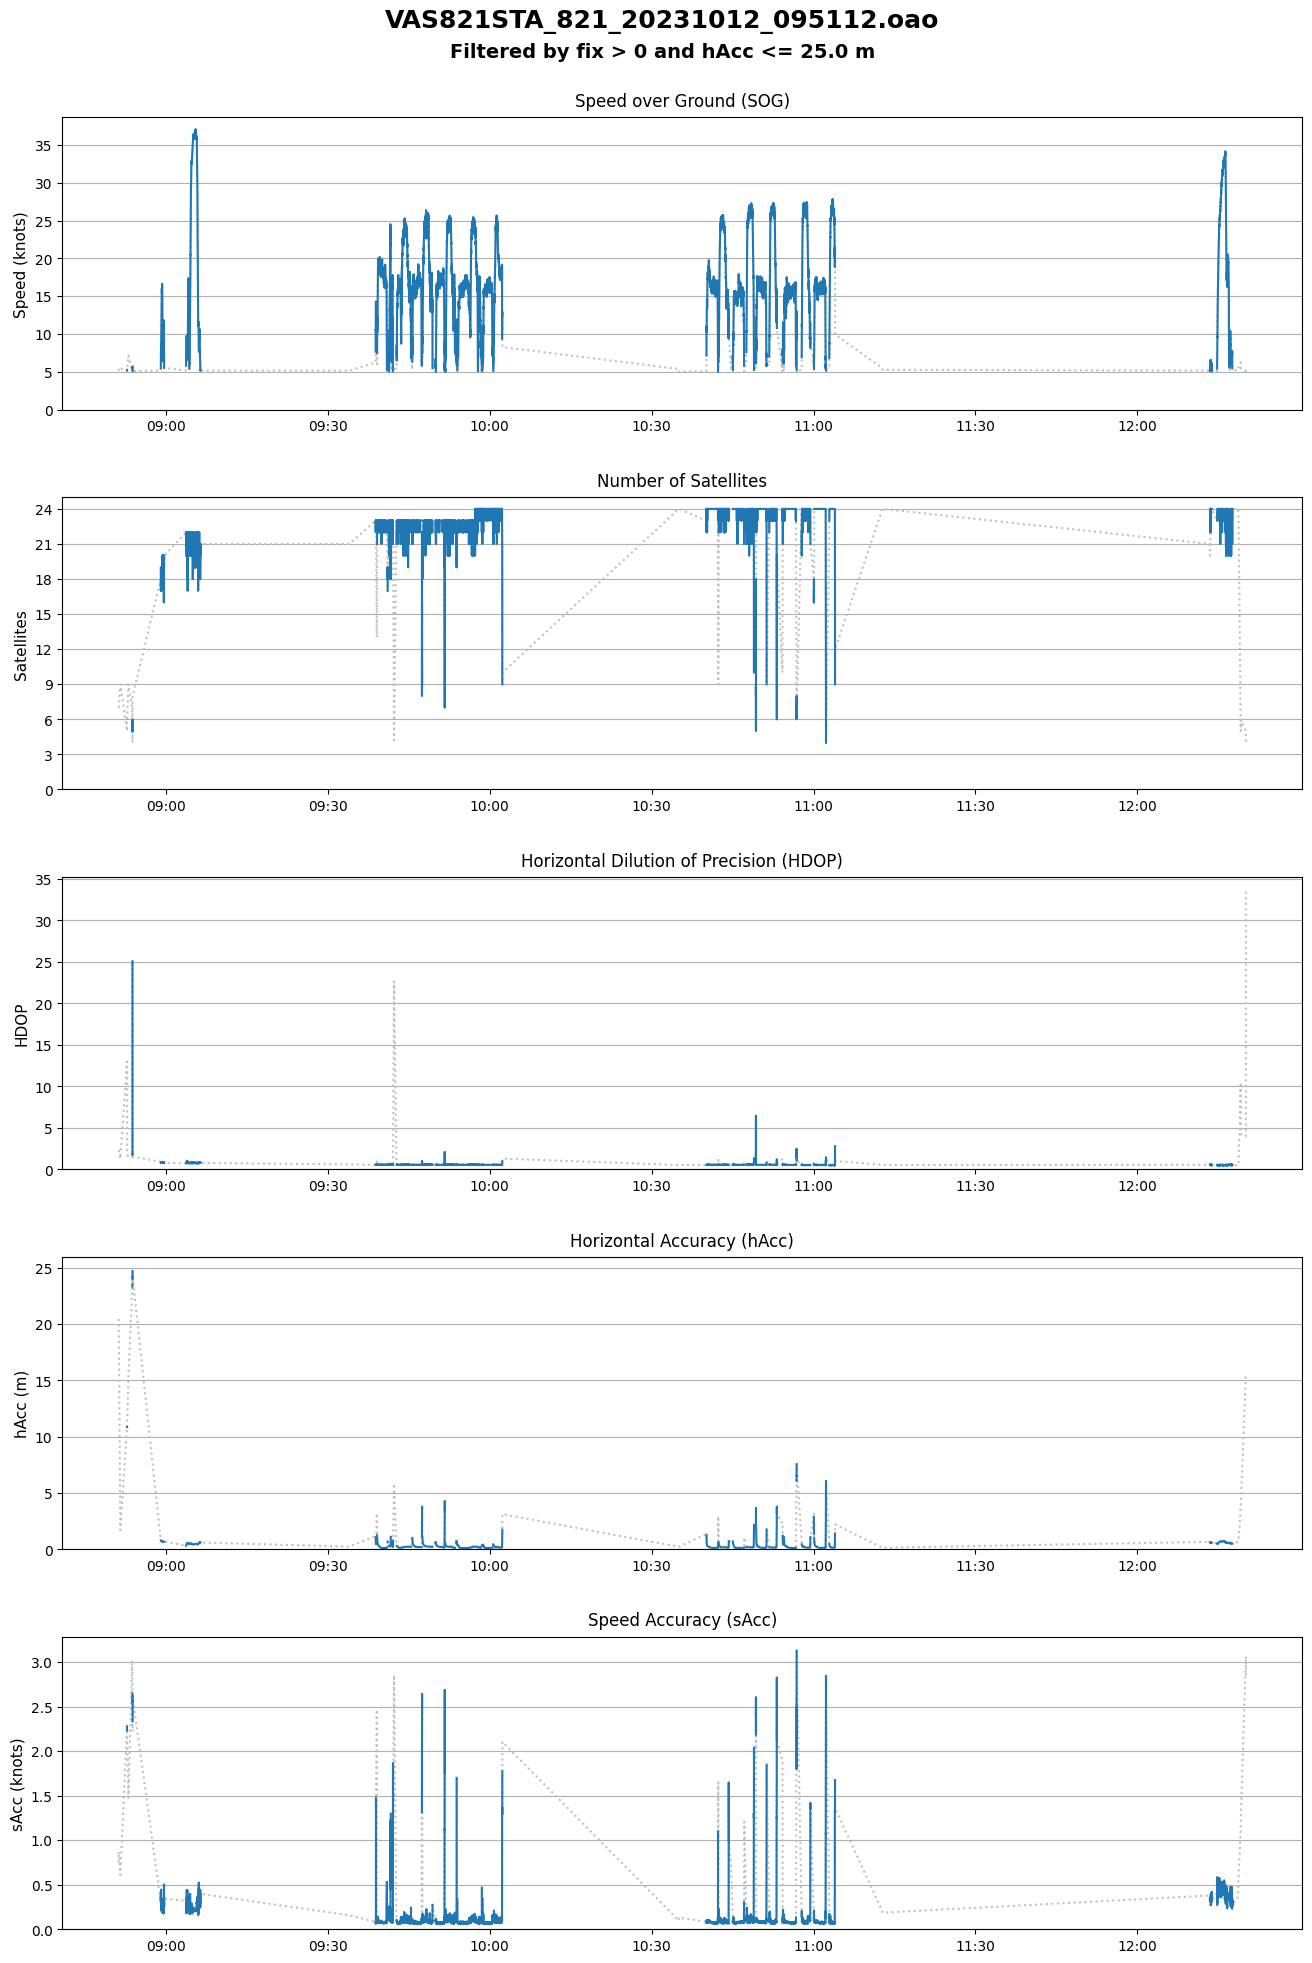 VAS821STA_821_20231012_095112.oao
Filtered by fix > 0 and hAcc <= 25.0 m
Speed over Ground (SOG)
Speed (knots)
35
30
25
20
15
10
5
0
09:00 09:30 10:00 10:30 11:00 11:30 12:00
Number of Satellites
Satellites
24
21
18
15
12
9
6
3
0
09:00 09:30 10:00 10:30 11:00 11:30 12:00
Horizontal Dilution of Precision (HDOP)
HDOP
35
30
25
20
15
10
5
0
09:00 09:30 10:00 10:30 11:00 11:30 12:00
Horizontal Accuracy (hAcc)
hAcc (m)
25
20
15
10
5
0
09:00 09:30 10:00 10:30 11:00 11:30 12:00
Speed Accuracy (sAcc)
sAcc (knots)
3.0
2.5
2.0
1.5
1.0
0.5
0.0
09:00 09:30 10:00 10:30 11:00 11:30 12:00